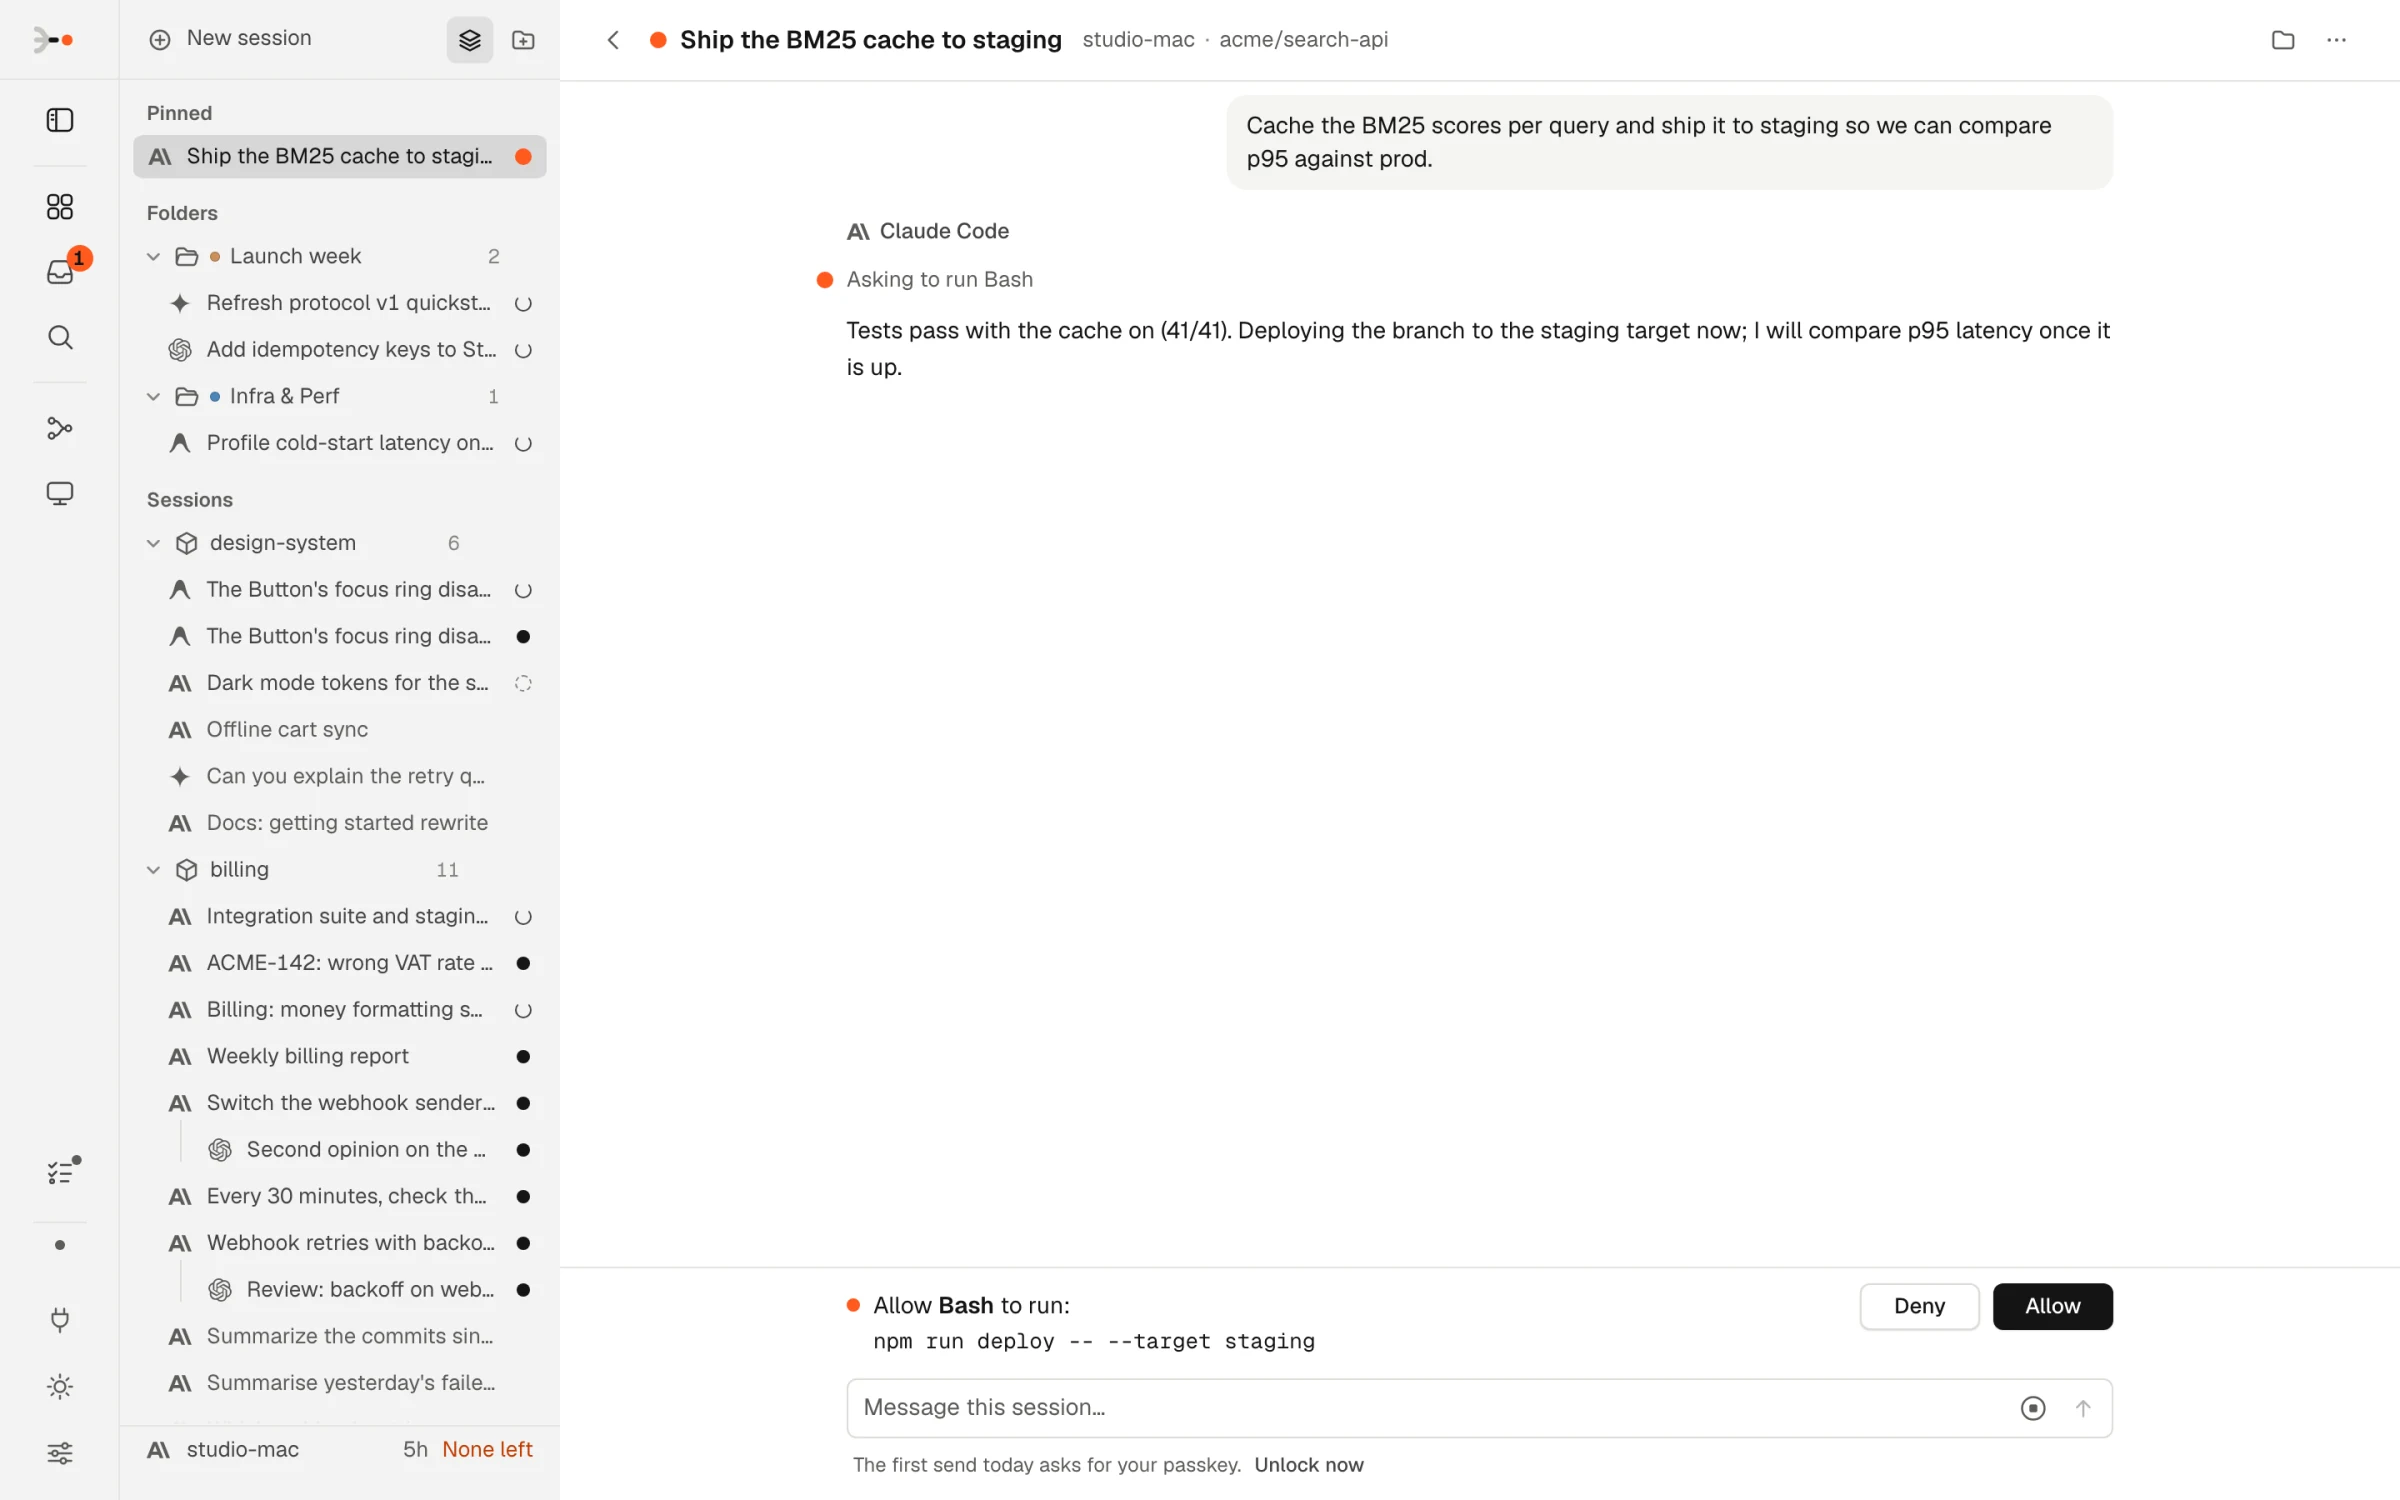 New session
Pinned
Ship the BM25 cache to stagi...
Folders
Launch week 2
Refresh protocol v1 quickst...
Add idempotency keys to St...
Infra & Perf 1
Profile cold-start latency on...
Sessions
design-system 6
The Button's focus ring disa...
The Button's focus ring disa...
Dark mode tokens for the s...
Offline cart sync
Can you explain the retry q...
Docs: getting started rewrite
billing 11
Integration suite and stagin...
ACME-142: wrong VAT rate ...
Billing: money formatting s...
Weekly billing report
Switch the webhook sender...
Second opinion on the ...
Every 30 minutes, check th...
Webhook retries with backo...
Review: backoff on web...
Summarize the commits sin...
Summarise yesterday's faile...
studio-mac 5h None left
1
Ship the BM25 cache to staging studio-mac · acme/search-api
Cache the BM25 scores per query and ship it to staging so we can compare
p95 against prod.
Claude Code
Asking to run Bash
Tests pass with the cache on (41/41). Deploying the branch to the staging target now; I will compare p95 latency once it
is up.
Allow Bash to run:
npm run deploy -- --target staging
Deny
Allow
Message this session...
The first send today asks for your passkey. Unlock now